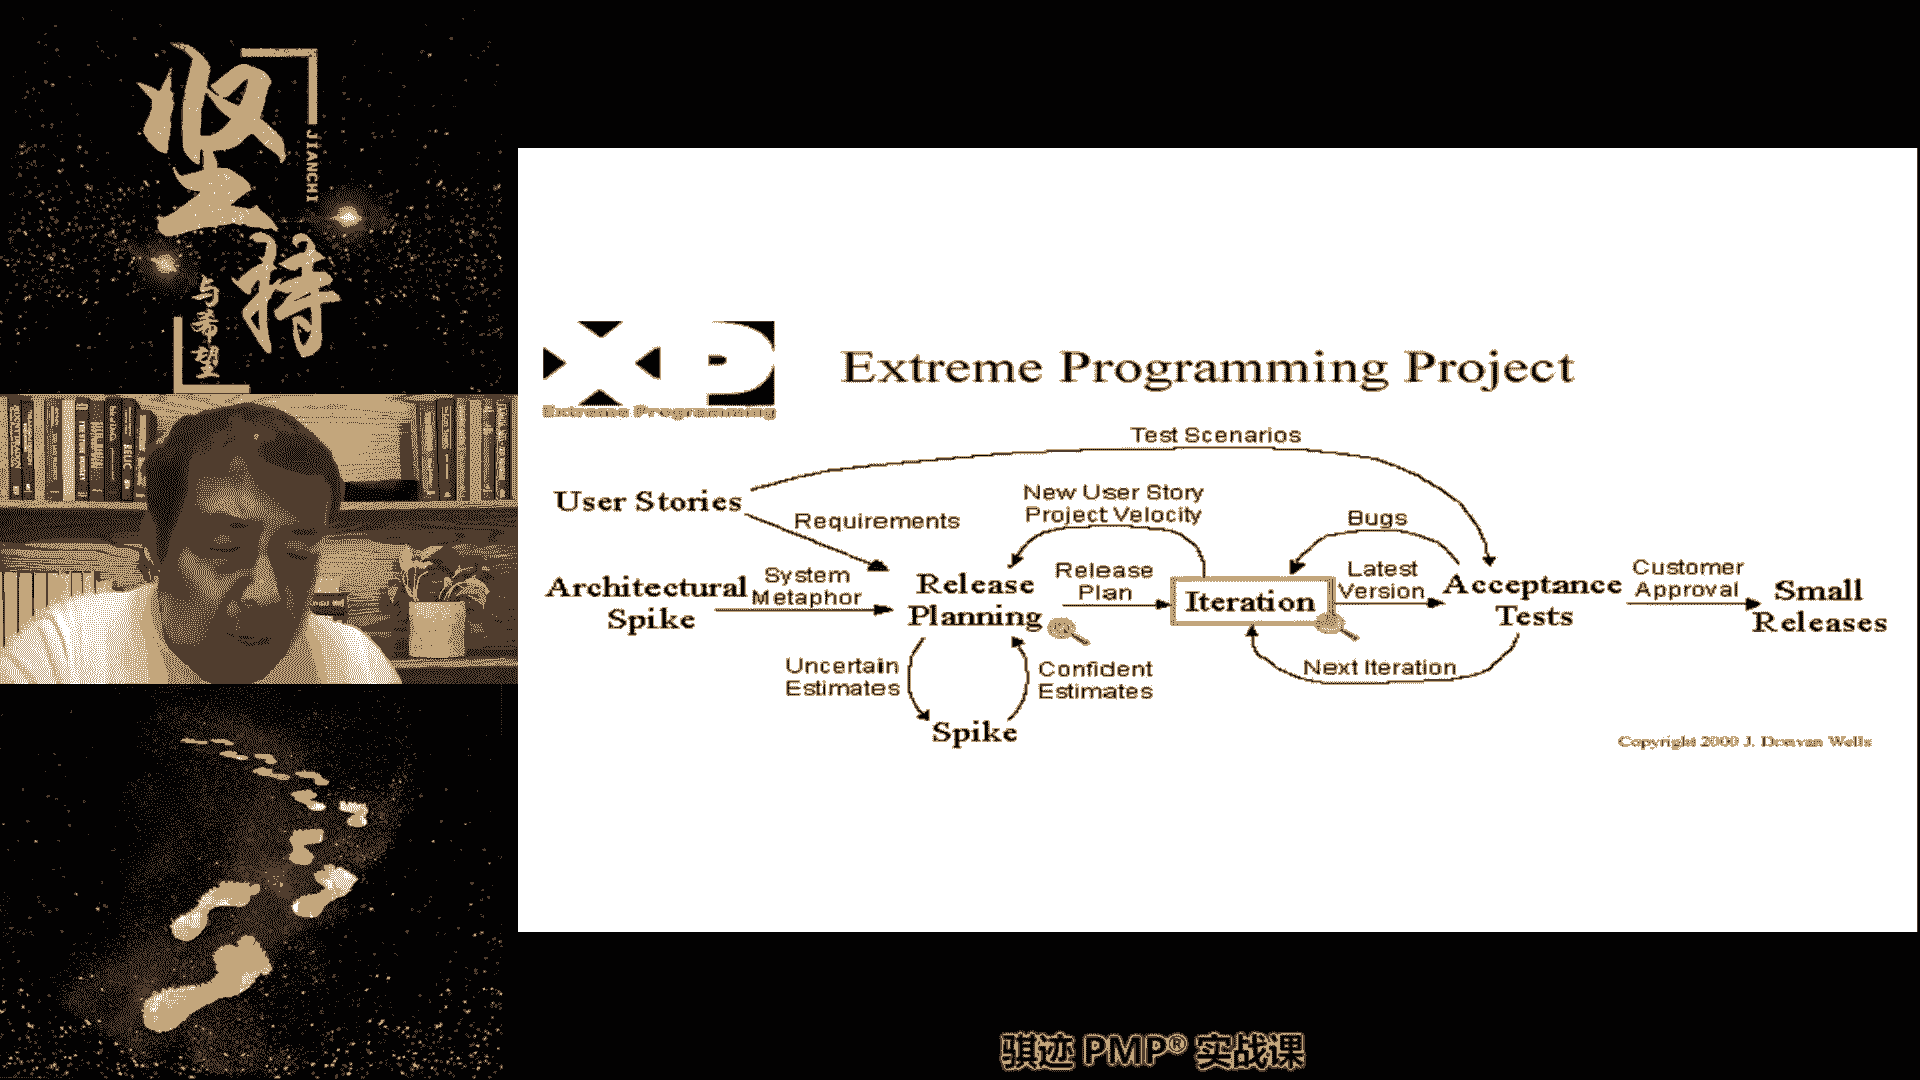 坚持
JIANCHI
与希望
XP
Extreme Programming
Extreme Programming Project
Test Scenarios
User Stories
Requirements
New User Story
Project Velocity
Bugs
Architectural
Spike
System
Metaphor
Release
Planning
Release
Plan
Iteration
Latest
Version
Acceptance
Tests
Customer
Approval
Small
Releases
Uncertain
Estimates
Confident
Estimates
Next Iteration
Spike
Copyright 2000 J. Donvan Wells
骐迹 PMP® 实战课